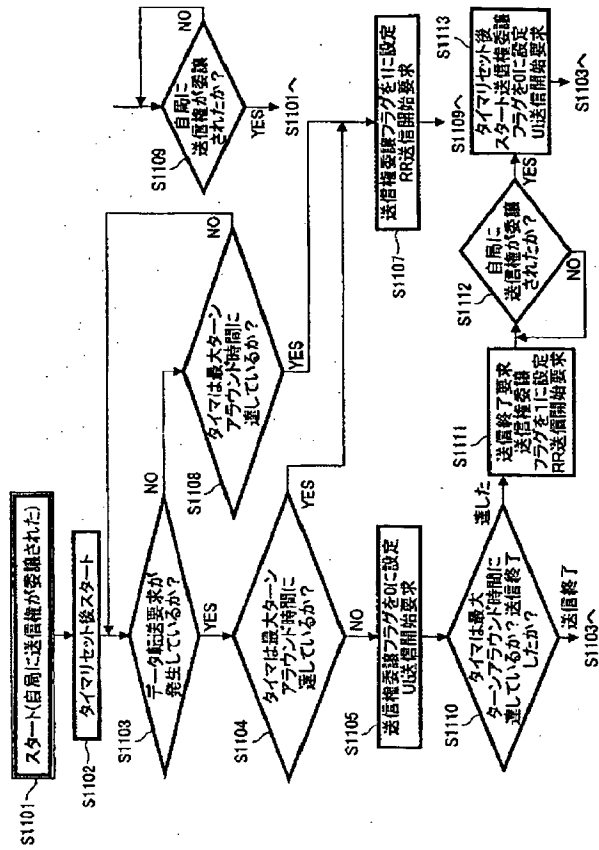 S1101
スタート(自局に送信権が委譲された)
S1102
タイマリセット後スタート
S1103
データ転送要求が
発生しているか?
NO
YES
S1108
タイマは最大ターン
アラウンド時間に
達しているか?
NO
YES
S1109
自局に
送信権が委譲
されたか?
NO
YES
S1101へ
S1104
タイマは最大ターン
アラウンド時間に
達しているか?
YES
NO
S1107
送信権委譲フラグを1に設定
RR送信開始要求
S1109へ
S1105
送信権委譲フラグを0に設定
UI送信開始要求
S1110
タイマは最大
ターンアラウンド時間に
達しているか?送信終了
したか?
達した
送信終了
S1103へ
S1111
送信終了要求
送信権委譲
フラグを1に設定
RR送信開始要求
S1112
自局に
送信権が委譲
されたか?
NO
YES
S1113
タイマリセット後
スタート送信権委譲
フラグを0に設定
UI送信開始要求
S1103へ